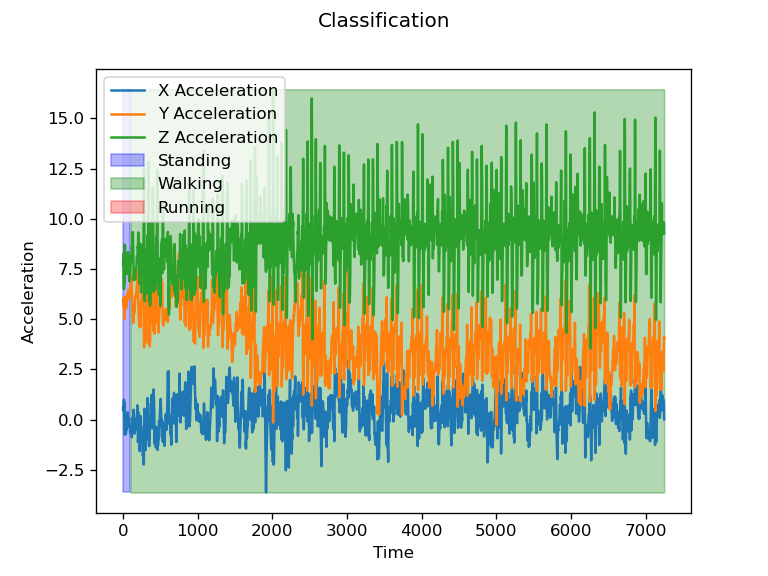 Classification
X Acceleration
Y Acceleration
Z Acceleration
Standing
Walking
Running
15.0
12.5
10.0
7.5
5.0
2.5
0.0
−2.5
Acceleration
0
1000
2000
3000
4000
5000
6000
7000
Time